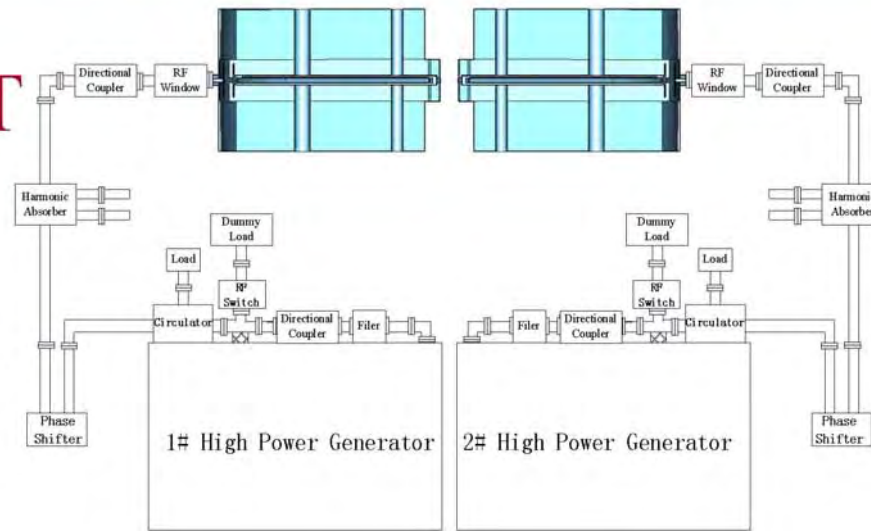 T
Directional
Coupler
RF
Window
RF
Window
Directional
Coupler
Harmonic
Absorber
Harmonic
Absorber
Dummy
Load
Dummy
Load
Load
Load
RF
Switch
RF
Switch
Circulator
Directional
Coupler
Filer
Filer
Directional
Coupler
Circulator
Phase
Shifter
1# High Power Generator
2# High Power Generator
Phase
Shifter